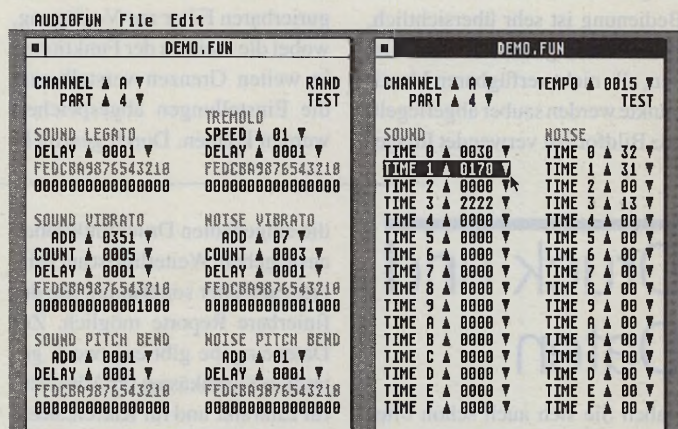 AUDIOFUN File Edit
DEMO.FUN
CHANNEL A RAND
PART 4 TEST
TREMOLO
SOUND LEGATO SPEED 01
DELAY 0001 DELAY 0001
FEDCBA9876543210 FEDCBA9876543210
0000000000000000 0000000000000000
SOUND VIBRATO NOISE VIBRATO
ADD 0351 ADD 7
COUNT 0005 COUNT 0003
DELAY 0001 DELAY 0001
FEDCBA9876543210 FEDCBA9876543210
0000000000001000 0000000000001000
SOUND PITCH BEND NOISE PITCH BEND
ADD 0001 ADD 01
DELAY 0001 DELAY 0001
FEDCBA9876543210 FEDCBA9876543210
0000000000000000 0000000000000000
DEMO.FUN
CHANNEL A TEMPO 0015
PART 4 TEST
SOUND NOISE
TIME 0 0030 TIME 0 32
TIME 1 0170 TIME 1 31
TIME 2 0000 TIME 2 00
TIME 3 2222 TIME 3 13
TIME 4 0000 TIME 4 00
TIME 5 0000 TIME 5 00
TIME 6 0000 TIME 6 00
TIME 7 0000 TIME 7 00
TIME 8 0000 TIME 8 00
TIME 9 0000 TIME 9 00
TIME A 0000 TIME A 00
TIME B 0000 TIME B 00
TIME C 0000 TIME C 00
TIME D 0000 TIME D 00
TIME E 0000 TIME E 00
TIME F 0000 TIME F 00